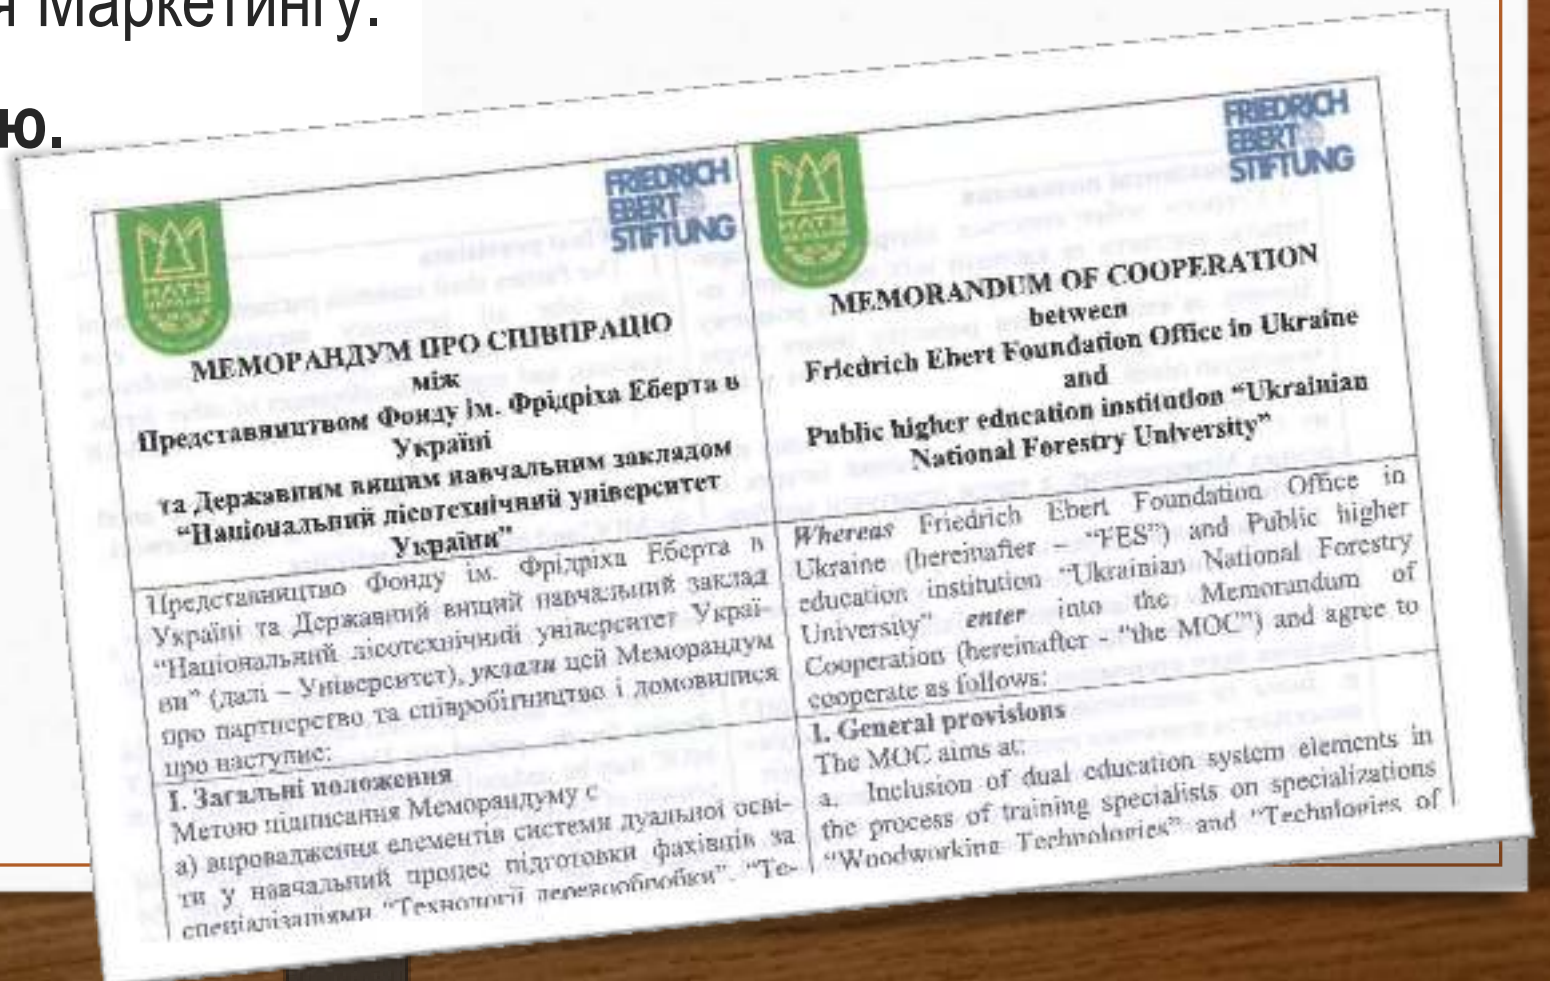 я Маркетингу.
ю.
НЛТУ
FRIEDRICH
EBERT
STIFTUNG
МЕМОРАНДУМ ПРО СПІВПРАЦЮ
між
Представництвом Фонду ім. Фрідріха Еберта в
Україні
та Державним вищим навчальним закладом
“Національний лісотехнічний університет
України”
Представництво Фонду ім. Фрідріха Еберта в
Україні та Державний вищий навчальний заклад
“Національний лісотехнічний університет Украї-
ни” (далі – Університет), уклали цей Меморандум
про партнерство та співробітництво і домовилися
про наступне:
I. Загальні положення
Метою підписання Меморандуму є
а) впровадження елементів системи дуальної осві-
ти у навчальний процес підготовки фахівців за
спеціалізаціями “Технології деревообробки”, “Те-
НЛТУ
FRIEDRICH
EBERT
STIFTUNG
MEMORANDUM OF COOPERATION
between
Friedrich Ebert Foundation Office in Ukraine
and
Public higher education institution “Ukrainian
National Forestry University”
Whereas Friedrich Ebert Foundation Office in
Ukraine (hereinafter – “FES”) and Public higher
education institution “Ukrainian National Forestry
University” enter into the Memorandum of
Cooperation (hereinafter - “the MOC”) and agree to
cooperate as follows:
1. General provisions
The MOC aims at:
a. Inclusion of dual education system elements in
the process of training specialists on specializations
“Woodworking Technologies” and “Technologies of